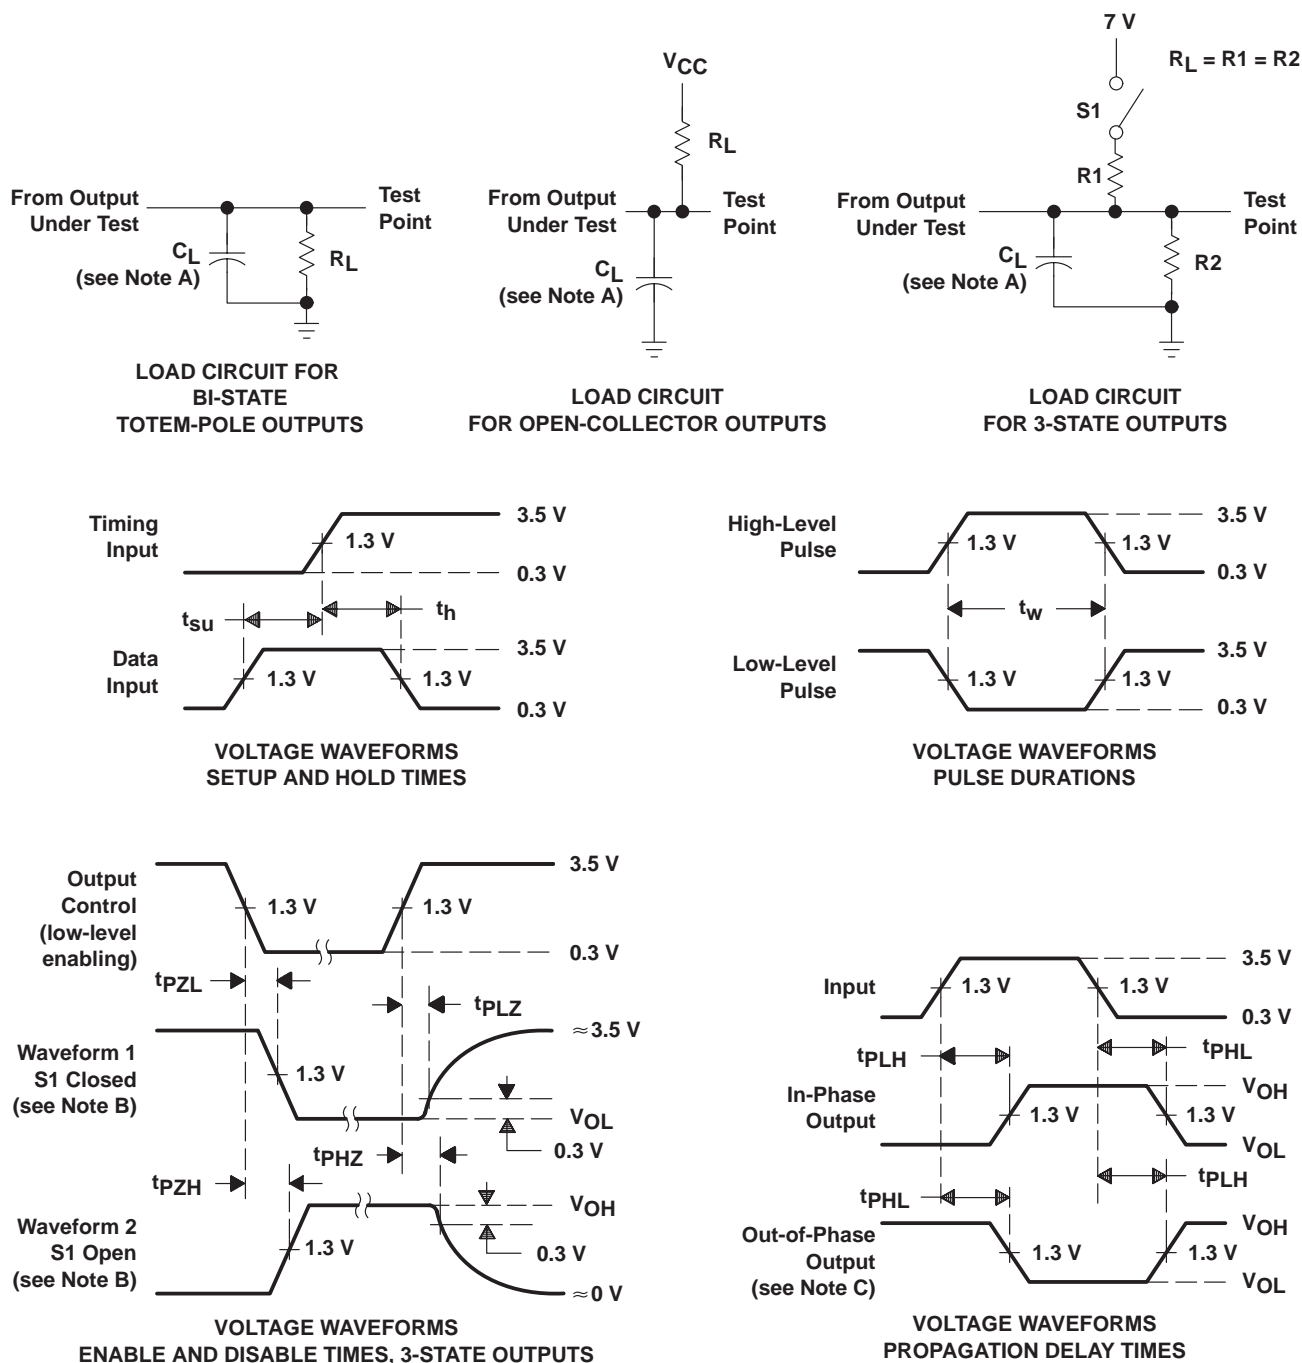 7 V
RL = R1 = R2
S1
R1
From Output
Under Test
Test
Point
CL
(see Note A)
R2
LOAD CIRCUIT
FOR 3-STATE OUTPUTS
VCC
RL
From Output
Under Test
Test
Point
CL
(see Note A)
LOAD CIRCUIT
FOR OPEN-COLLECTOR OUTPUTS
From Output
Under Test
Test
Point
CL
(see Note A)
RL
LOAD CIRCUIT FOR
BI-STATE
TOTEM-POLE OUTPUTS
Timing
Input
1.3 V
3.5 V
0.3 V
tsu
th
Data
Input
1.3 V
1.3 V
3.5 V
0.3 V
VOLTAGE WAVEFORMS
SETUP AND HOLD TIMES
High-Level
Pulse
1.3 V
1.3 V
3.5 V
0.3 V
tw
Low-Level
Pulse
1.3 V
1.3 V
3.5 V
0.3 V
VOLTAGE WAVEFORMS
PULSE DURATIONS
Output
Control
(low-level
enabling)
1.3 V
1.3 V
3.5 V
0.3 V
tPZL
tPLZ
Waveform 1
S1 Closed
(see Note B)
1.3 V
≈3.5 V
VOL
0.3 V
tPHZ
tPZH
Waveform 2
S1 Open
(see Note B)
1.3 V
VOH
0.3 V
≈0 V
VOLTAGE WAVEFORMS
ENABLE AND DISABLE TIMES, 3-STATE OUTPUTS
Input
1.3 V
1.3 V
3.5 V
0.3 V
tPLH
tPHL
In-Phase
Output
1.3 V
1.3 V
VOH
VOL
tPHL
tPLH
Out-of-Phase
Output
(see Note C)
1.3 V
1.3 V
VOH
VOL
VOLTAGE WAVEFORMS
PROPAGATION DELAY TIMES